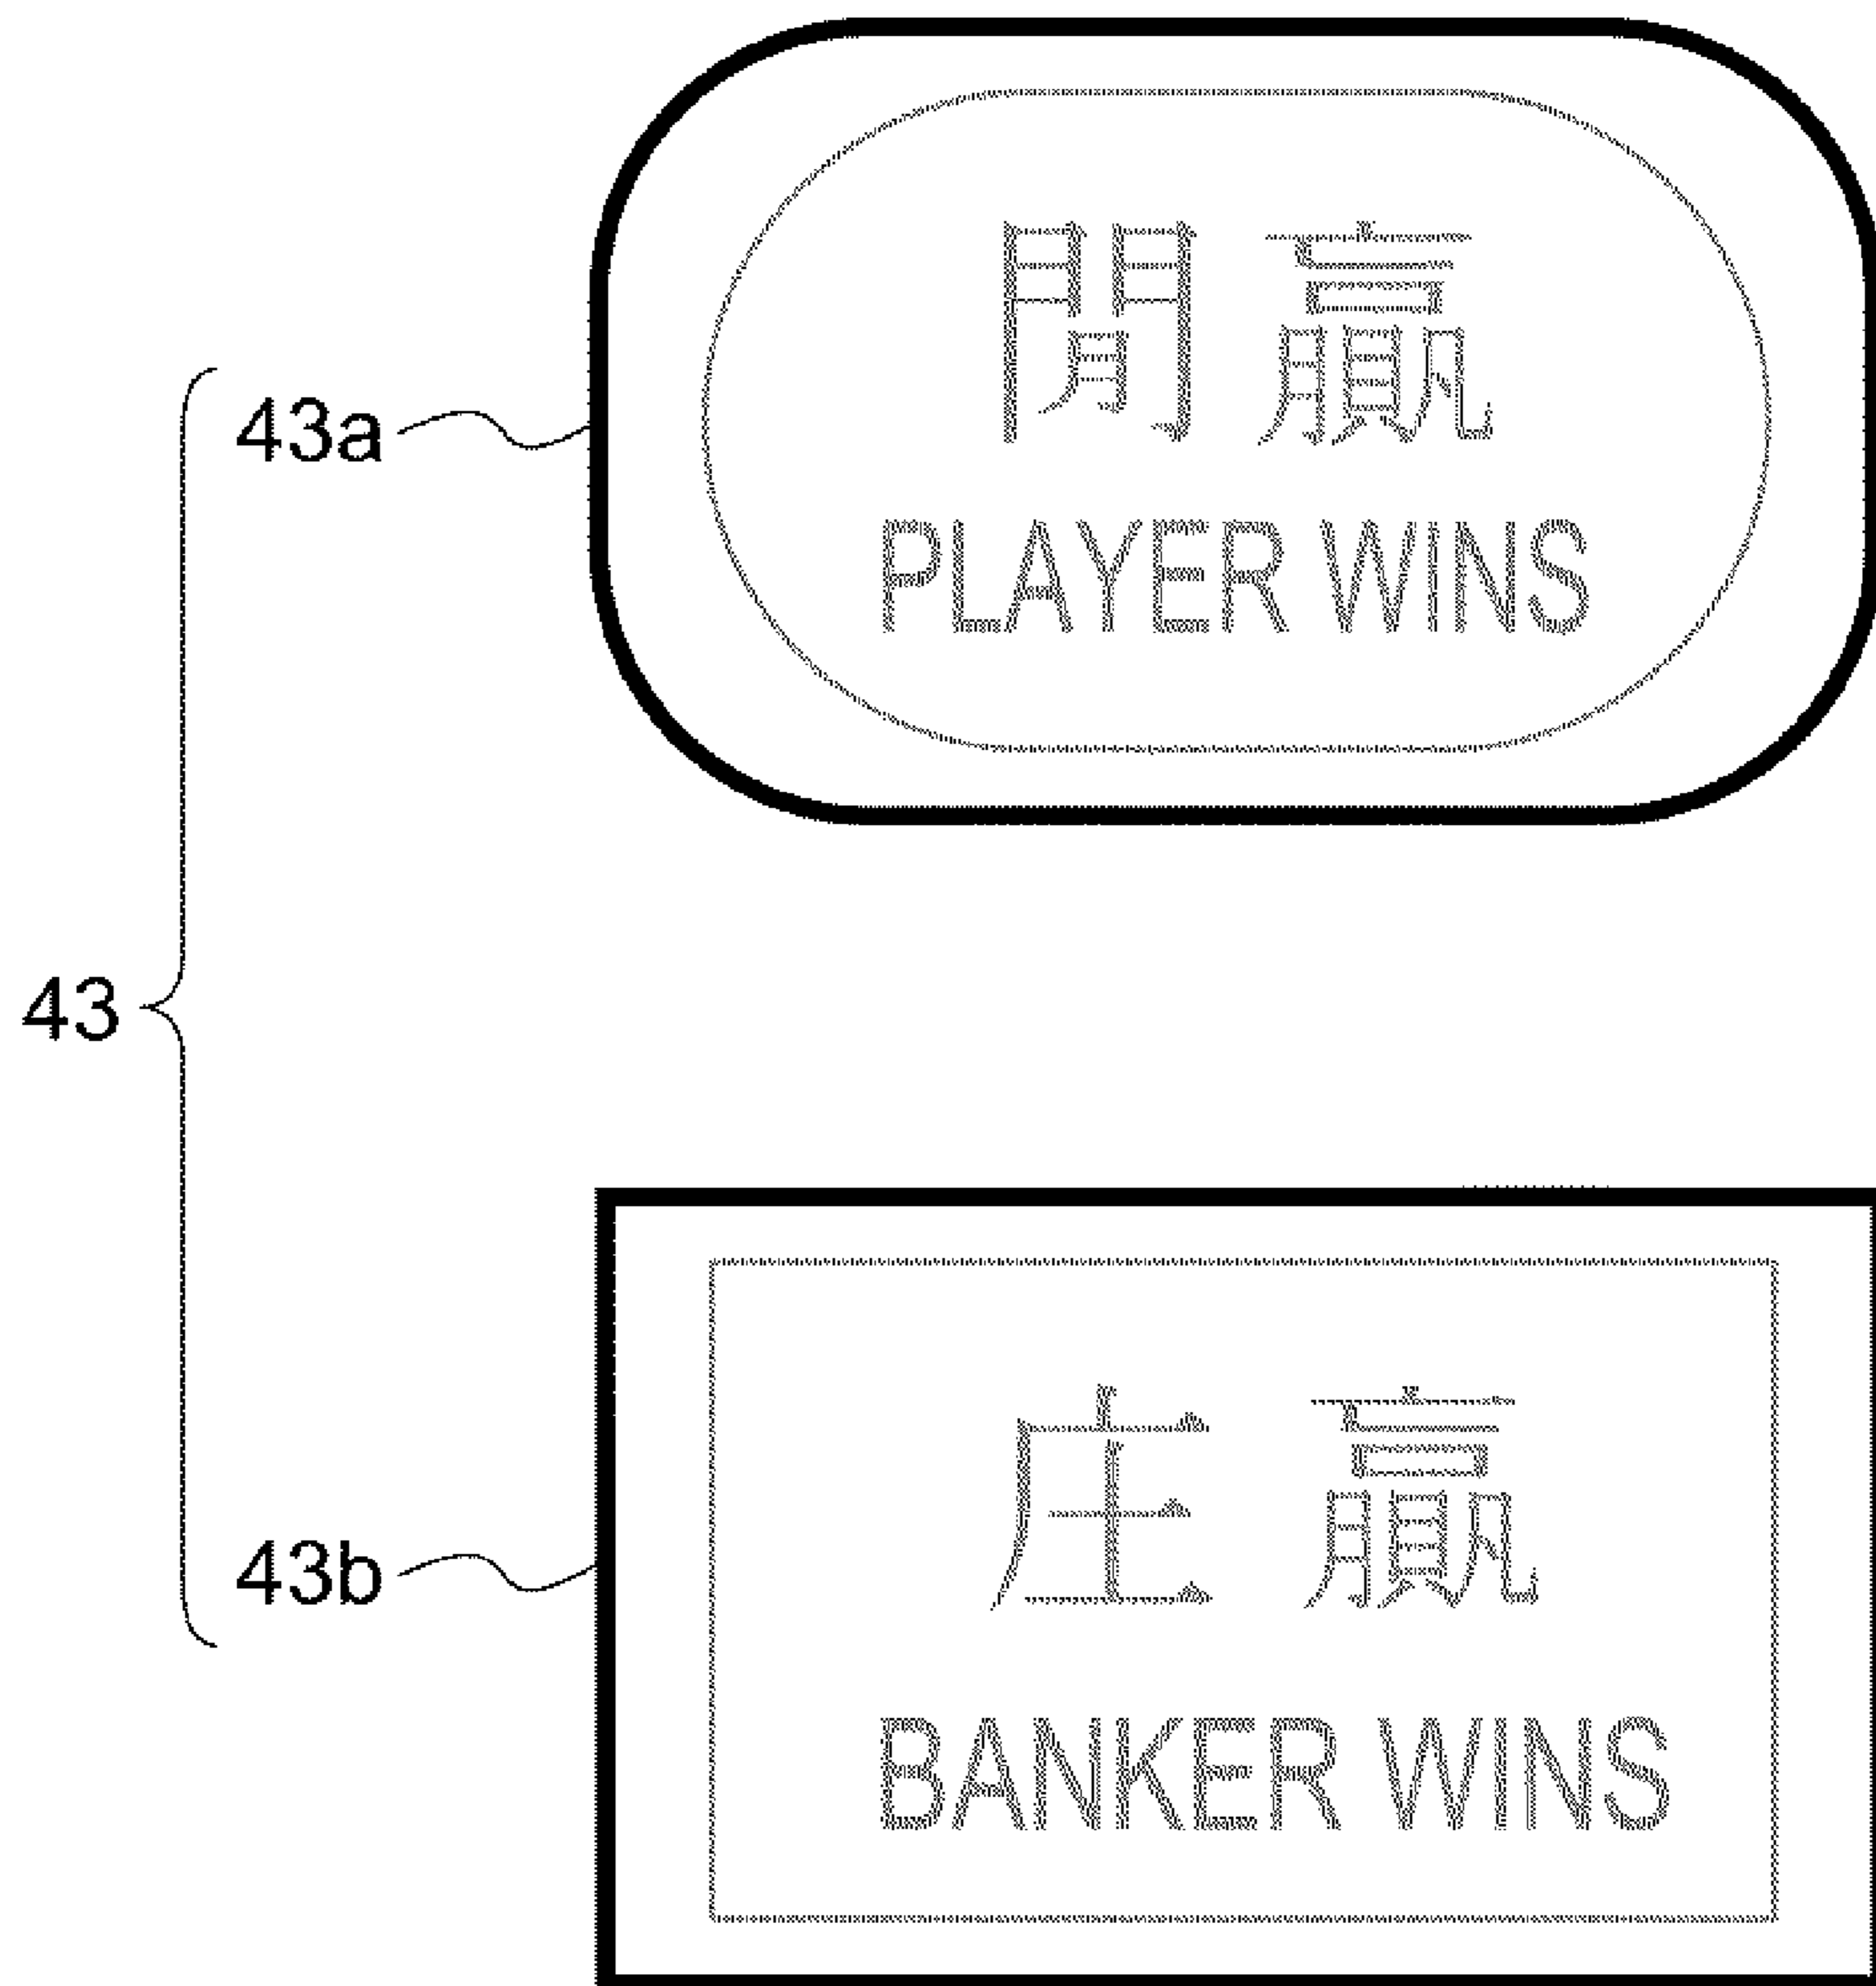 閒 贏
43a
PLAYER WINS
43
庄 贏
43b
BANKER WINS